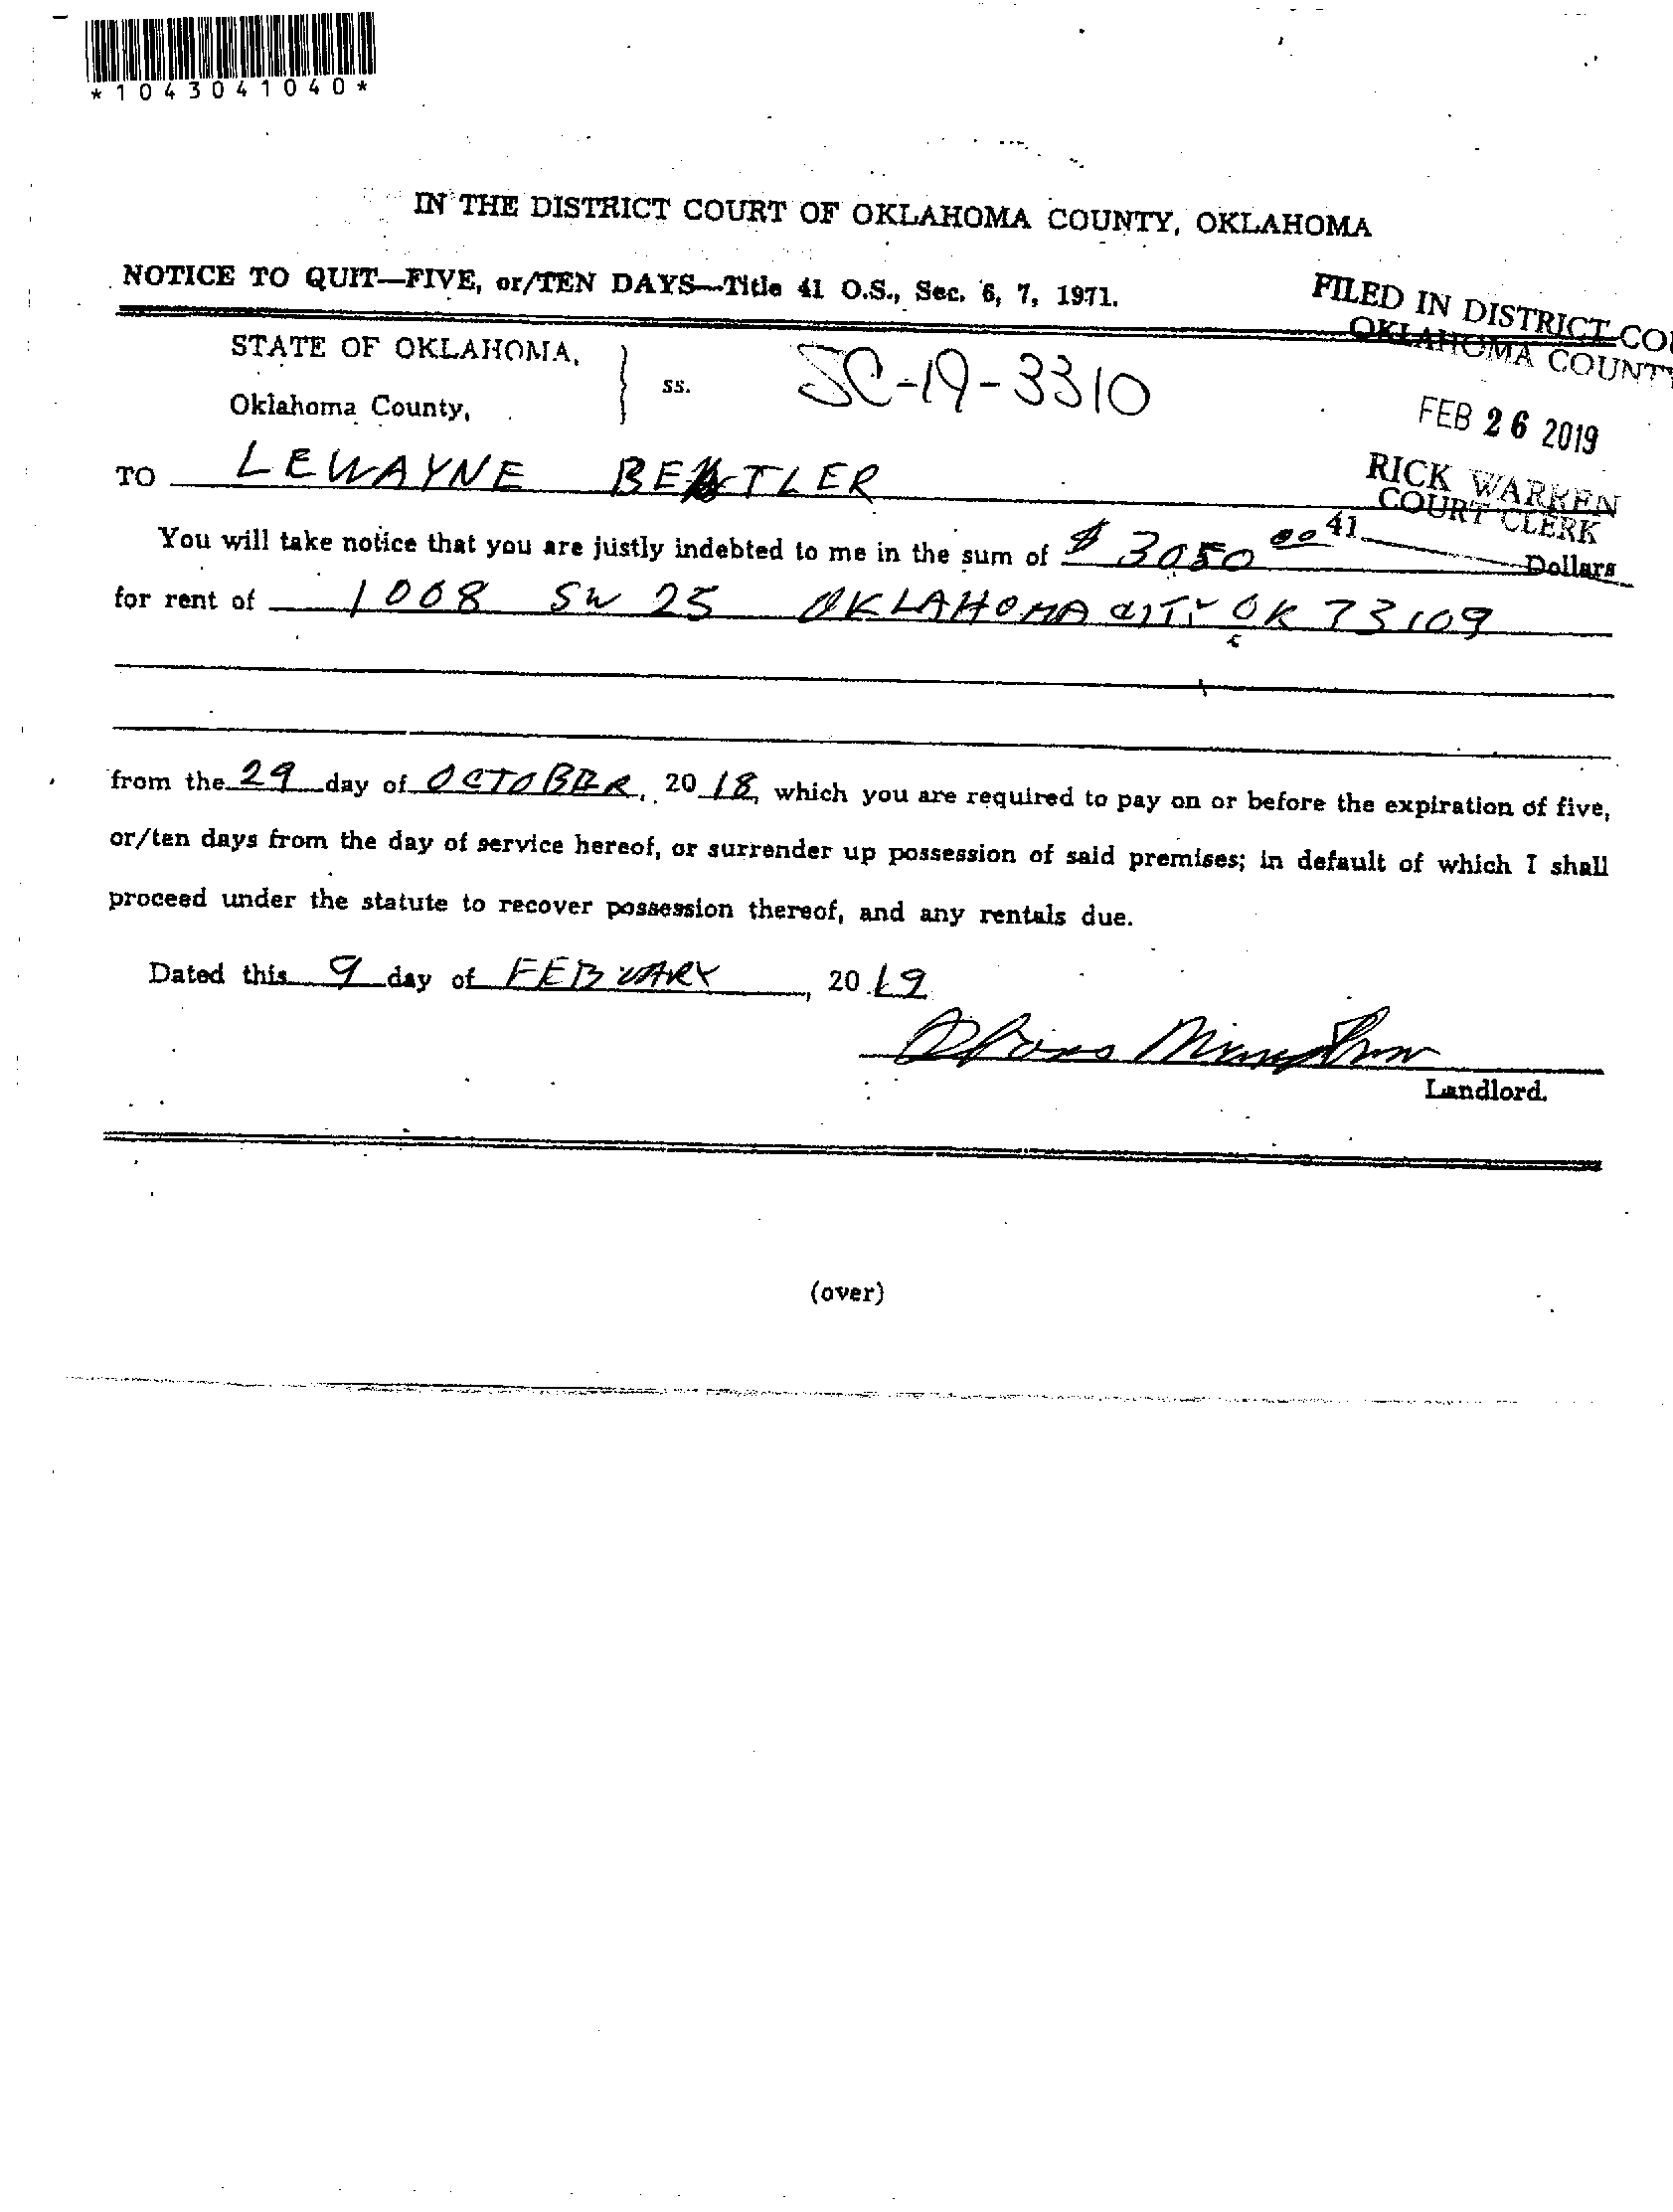 *1043041040*
IN THE DISTRICT COURT OF OKLAHOMA COUNTY, OKLAHOMA
NOTICE TO QUIT—FIVE, or/TEN DAYS—Title 41 O.S., Sec. 6, 7, 1971.
FILED IN DISTRICT COU
OKLAHOMA COUNTY
STATE OF OKLAHOMA,
Oklahoma County,
ss.
SC-19-3310
FEB 26 2019
RICK WARREN
COURT CLERK
41
TO LEWAYNE
You will take notice that you are justly indebted to me in the sum of $ 3050 00 Dollars
for rent of 1008 SW 25 OKLAHOMA CITY OK 73109
from the 29 day of OCTOBER, 2018, which you are required to pay on or before the expiration of five,
or/ten days from the day of service hereof, or surrender up possession of said premises; in default of which I shall
proceed under the statute to recover possession thereof, and any rentals due.
Dated this 9 day of FEBUARY, 2019
Landlord.
(over)